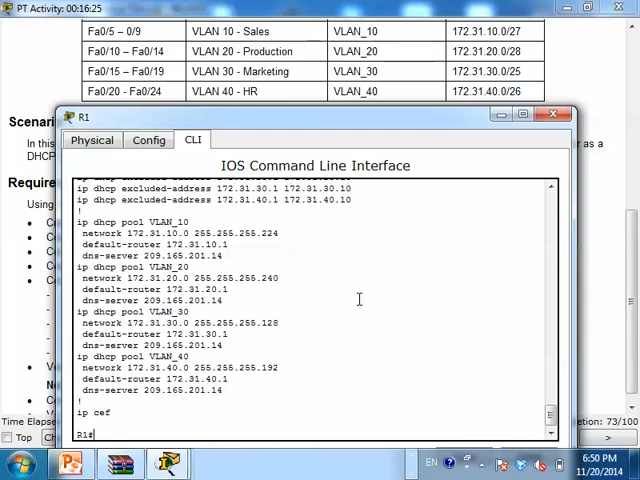 PT Activity: 00:16:25
Fa0/5 – 0/9 VLAN 10 - Sales VLAN_10 172.31.10.0/27
Fa0/10 – Fa0/14 VLAN 20 - Production VLAN_20 172.31.20.0/28
Fa0/15 – Fa0/19 VLAN 30 - Marketing VLAN_30 172.31.30.0/25
Fa0/20 - Fa0/24 VLAN 40 - HR VLAN_40 172.31.40.0/26
Scenari
In this
r as a
DHCP
Require
Using
R1
Physical Config CLI
IOS Command Line Interface
ip dhcp excluded-address 172.31.30.1 172.31.30.10
ip dhcp excluded-address 172.31.40.1 172.31.40.10
!
ip dhcp pool VLAN_10
network 172.31.10.0 255.255.255.224
default-router 172.31.10.1
dns-server 209.165.201.14
ip dhcp pool VLAN_20
network 172.31.20.0 255.255.255.240
default-router 172.31.20.1
dns-server 209.165.201.14
ip dhcp pool VLAN_30
network 172.31.30.0 255.255.255.128
default-router 172.31.30.1
dns-server 209.165.201.14
ip dhcp pool VLAN_40
network 172.31.40.0 255.255.255.192
default-router 172.31.40.1
dns-server 209.165.201.14
!
ip cef
R1#
Time Elaps
etion: 73/100
Top
>
EN
6:50 PM
11/20/2014